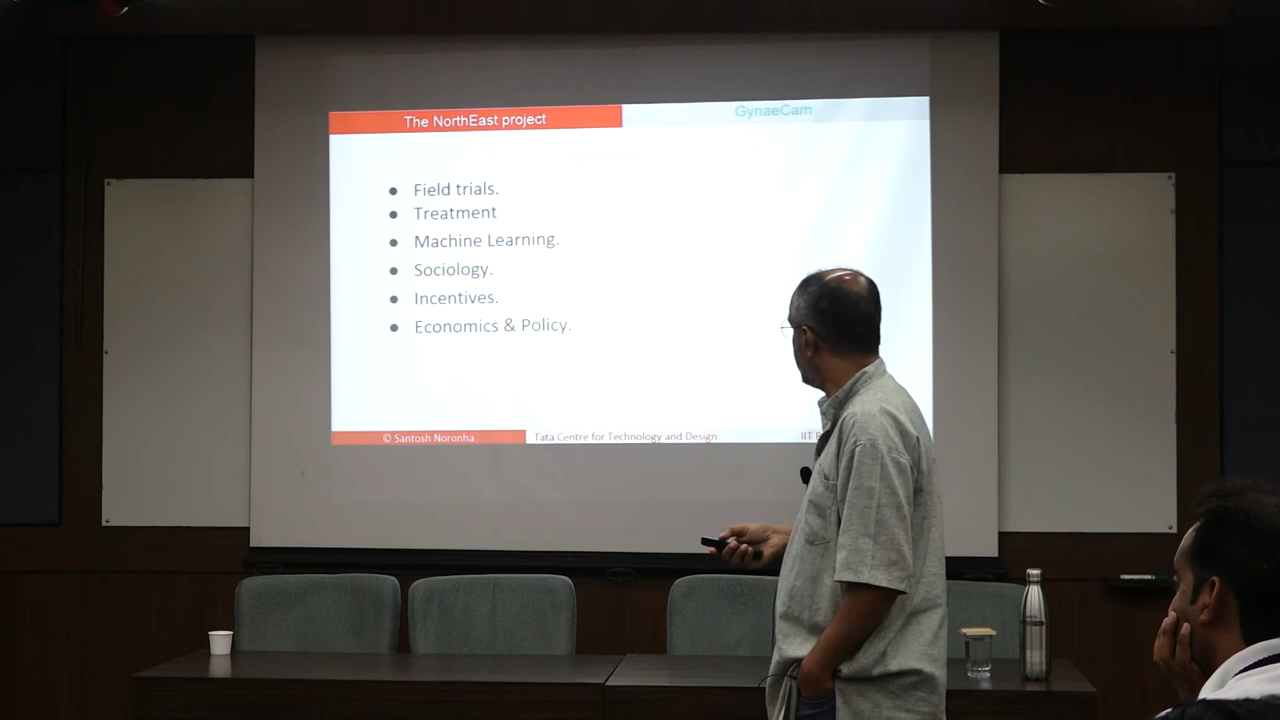 The NorthEast project
GynaeCam
● Field trials.
● Treatment
● Machine Learning.
● Sociology.
● Incentives.
● Economics & Policy.
© Santosh Noronha
Tata Centre for Technology and Design
IIT